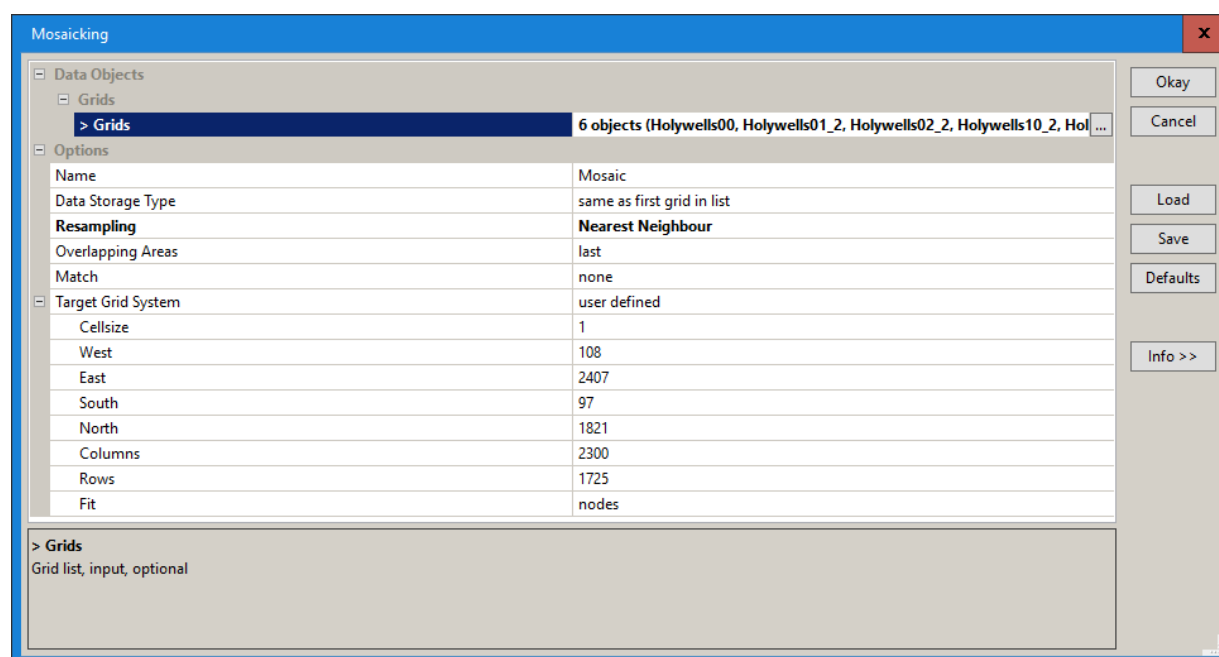 Mosaicking
x
Data Objects
Grids
> Grids 6 objects (Holywells00, Holywells01_2, Holywells02_2, Holywells10_2, Hol ...
Options
Name Mosaic
Data Storage Type same as first grid in list
Resampling Nearest Neighbour
Overlapping Areas last
Match none
Target Grid System user defined
Cellsize 1
West 108
East 2407
South 97
North 1821
Columns 2300
Rows 1725
Fit nodes
> Grids
Grid list, input, optional
Okay
Cancel
Load
Save
Defaults
Info >>